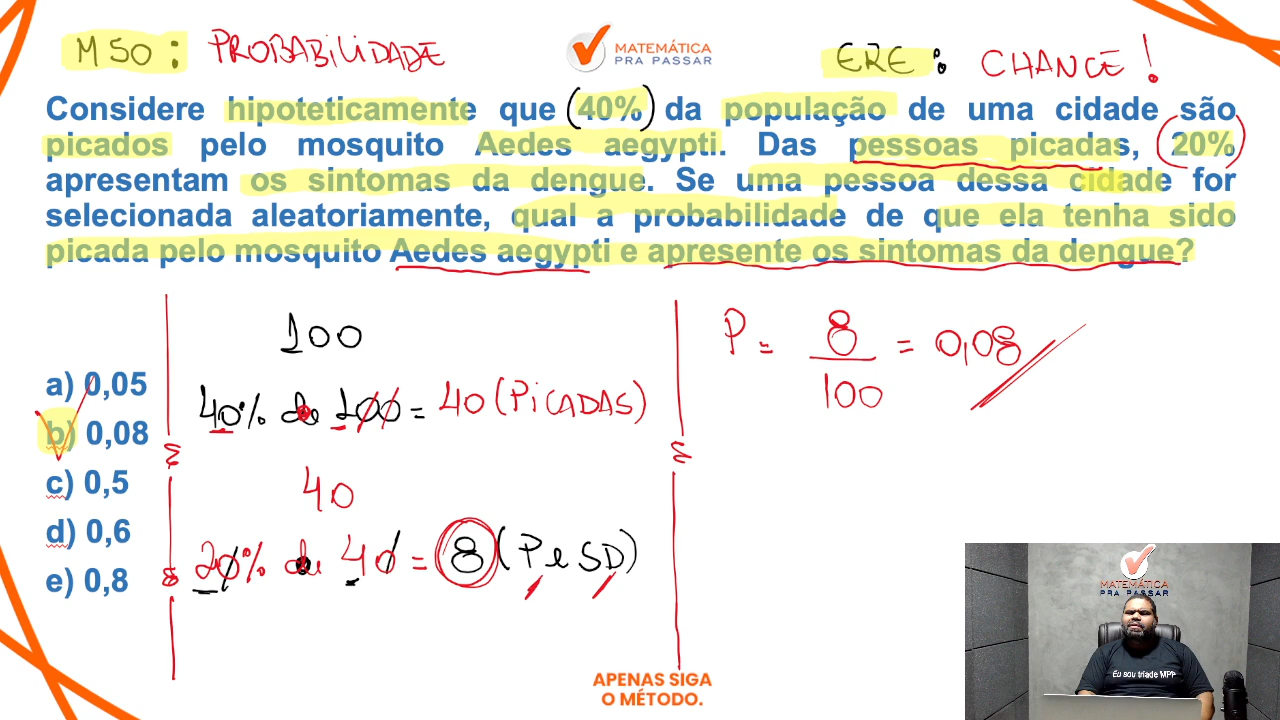 MSO: PROBABILIDADE
MATEMÁTICA
PRA PASSAR
ERE: CHANCE!
Considere hipoteticamente que (40%) da população de uma cidade são
picados pelo mosquito Aedes aegypti. Das pessoas picadas, 20%
apresentam os sintomas da dengue. Se uma pessoa dessa cidade for
selecionada aleatoriamente, qual a probabilidade de que ela tenha sido
picada pelo mosquito Aedes aegypti e apresente os sintomas da dengue?
a) 0,05
b) 0,08
c) 0,5
d) 0,6
e) 0,8
100
40% de 100 = 40 (PICADAS)
40
20% de 40 = 8 (P e SD)
P = 8/100 = 0,08
MATEMÁTICA
PRA PASSAR
Eu sou tríade MPP
APENAS SIGA
O MÉTODO.